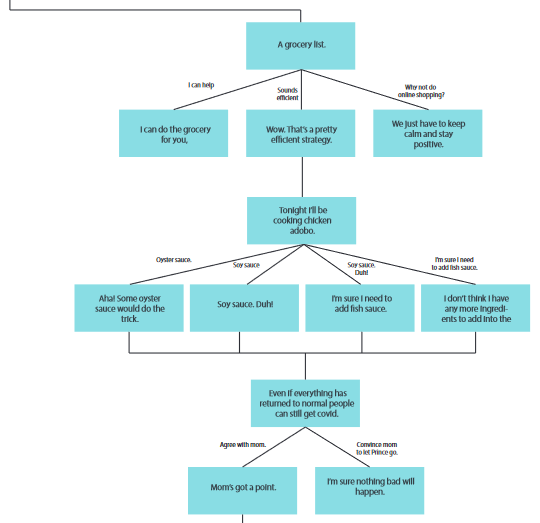 A grocery list.
I can help
Sounds
efficient
Why not do
online shopping?
I can do the grocery
for you,
Wow. That's a pretty
efficient strategy.
We just have to keep
calm and stay
positive.
Tonight I'll be
cooking chicken
adobo.
Oyster sauce.
Soy sauce
Soy sauce.
Duh!
I'm sure I need
to add fish sauce.
Aha! Some oyster
sauce would do the
trick.
Soy sauce. Duh!
I'm sure I need to
add fish sauce.
I don't think I have
any more ingredi-
ents to add into the
Even if everything has
returned to normal people
can still get covid.
Agree with mom.
Convince mom
to let Prince go.
Mom's got a point.
I'm sure nothing bad will
happen.